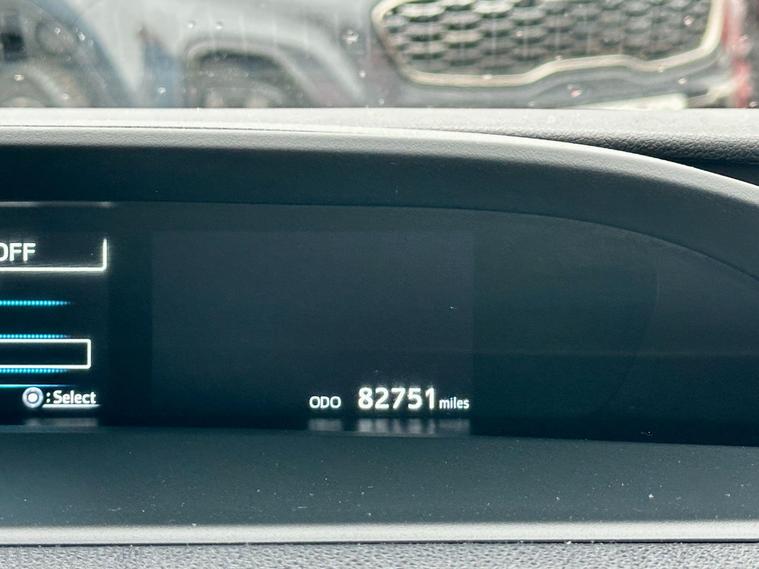 OFF
: Select
ODO 82751 miles